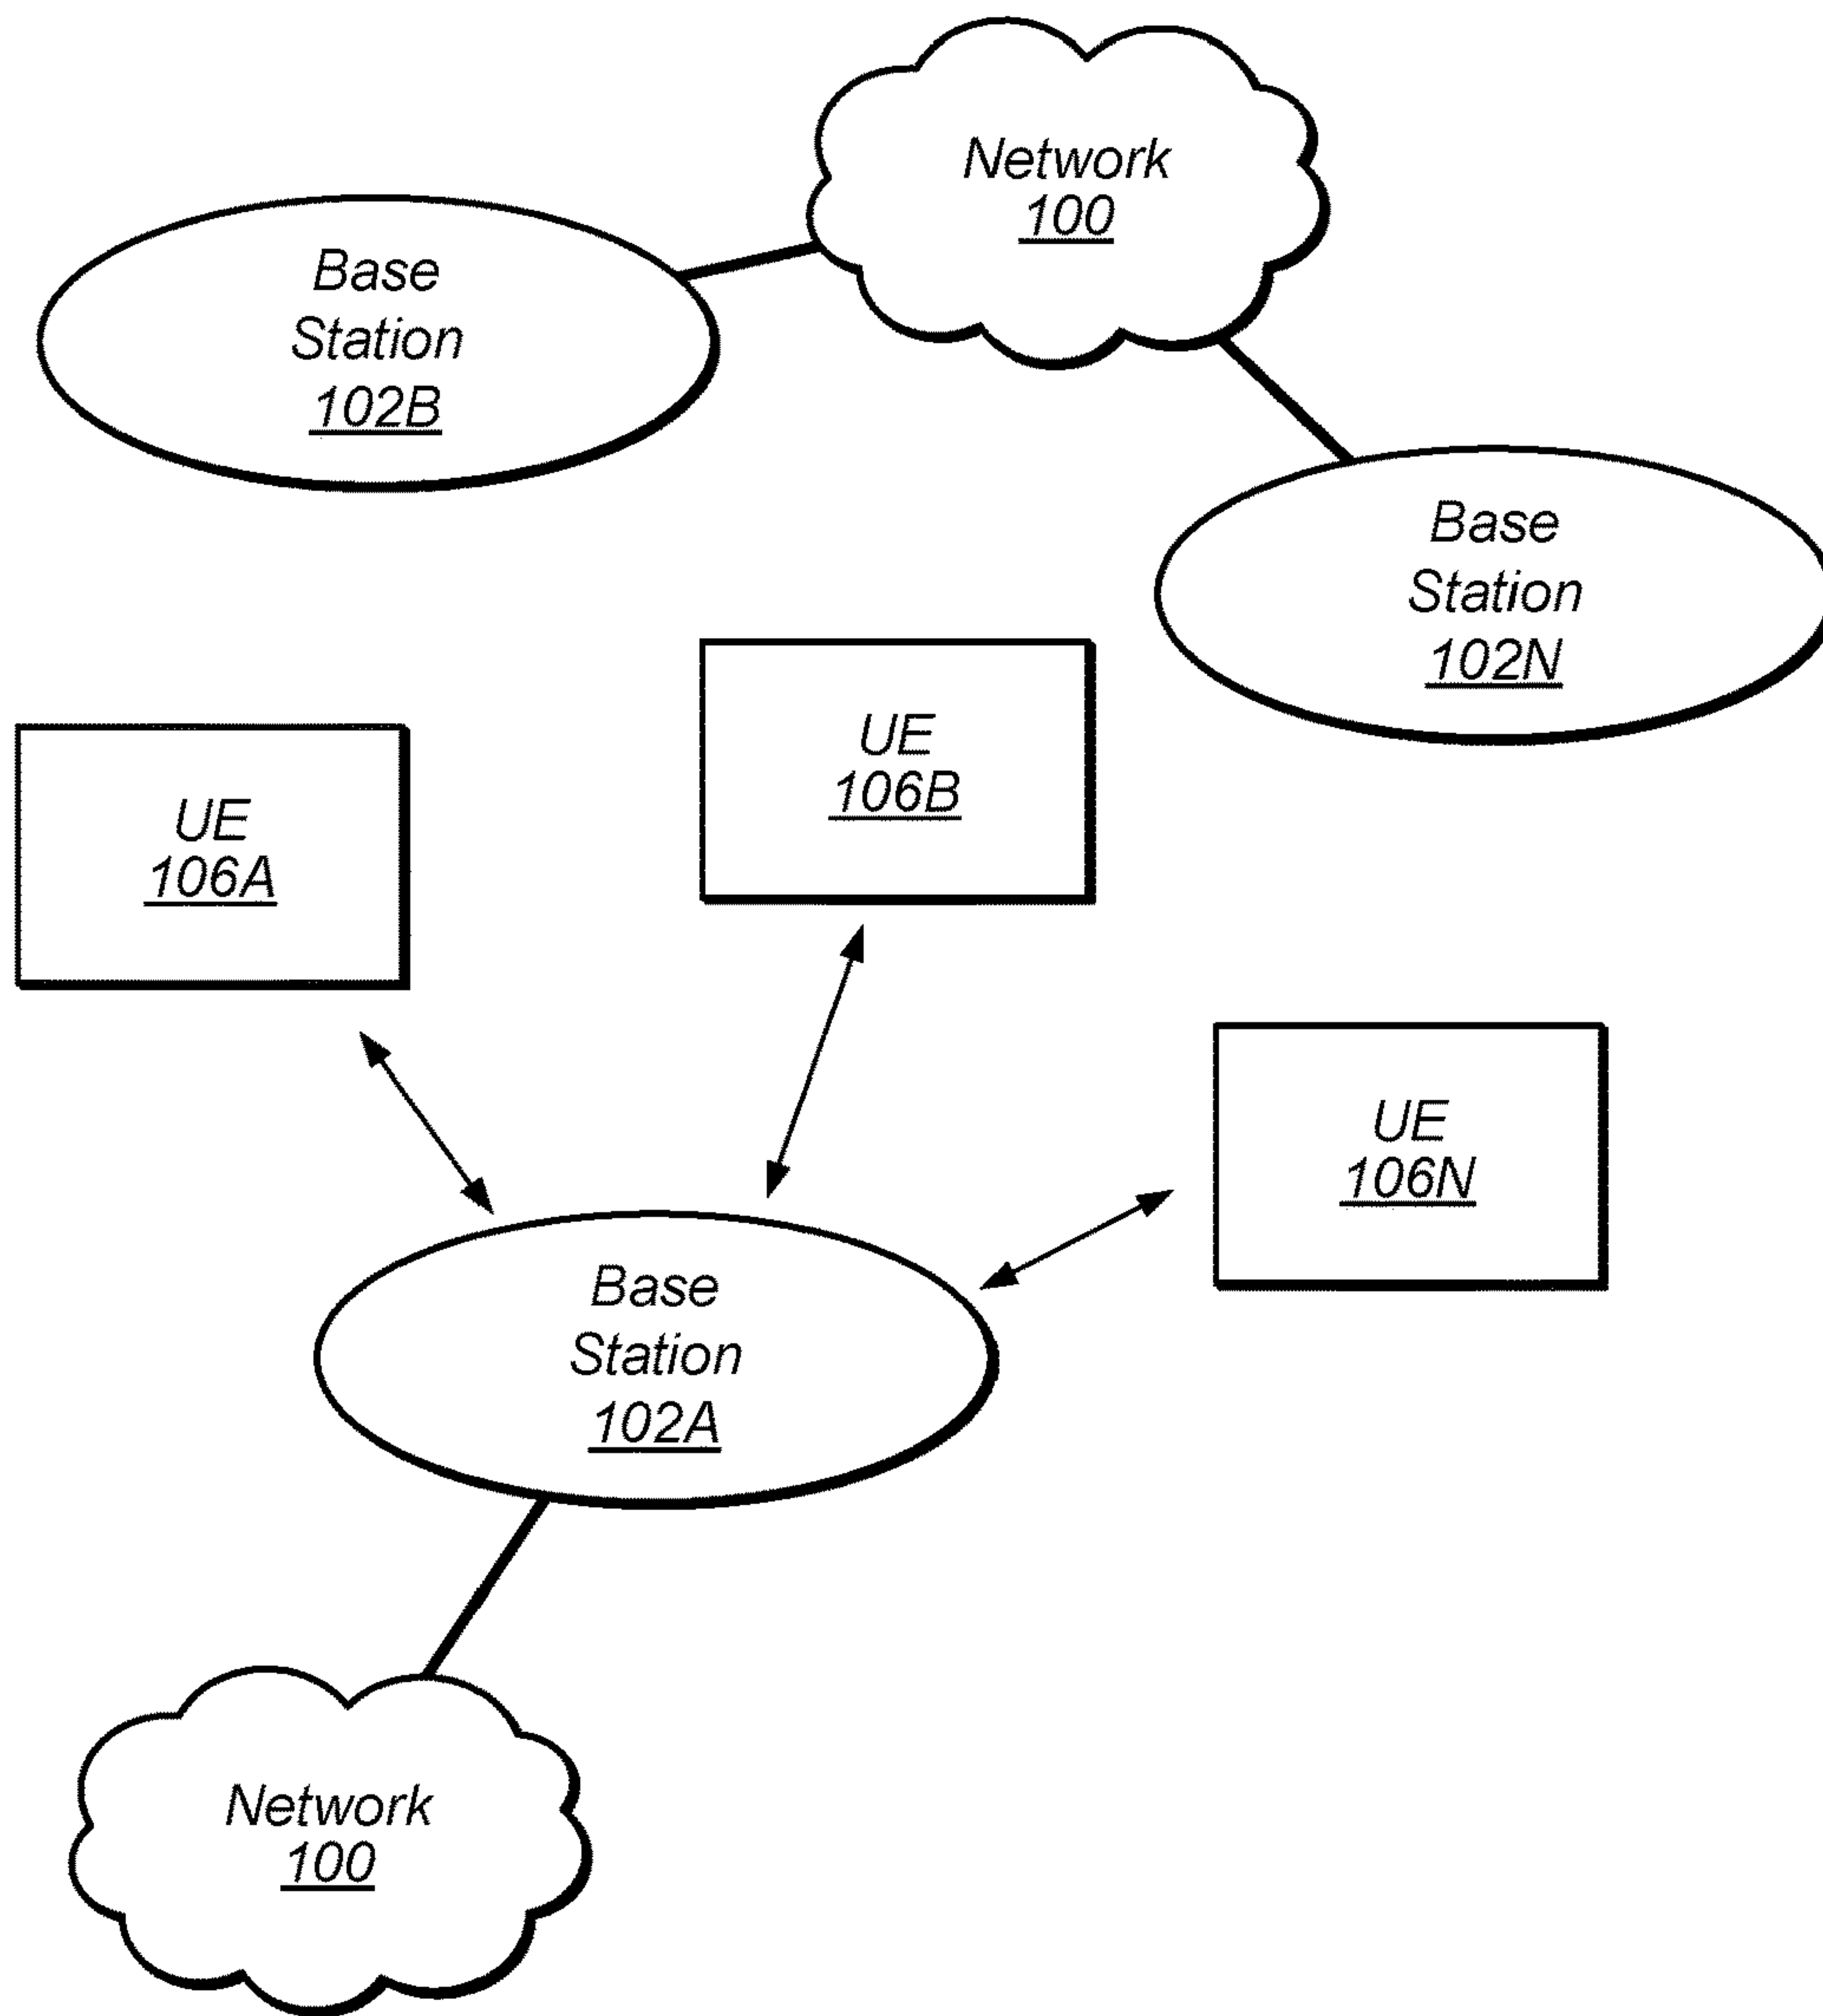 Network
100
Base
Station
102B
Base
Station
102N
UE
106B
UE
106A
UE
106N
Base
Station
102A
Network
100